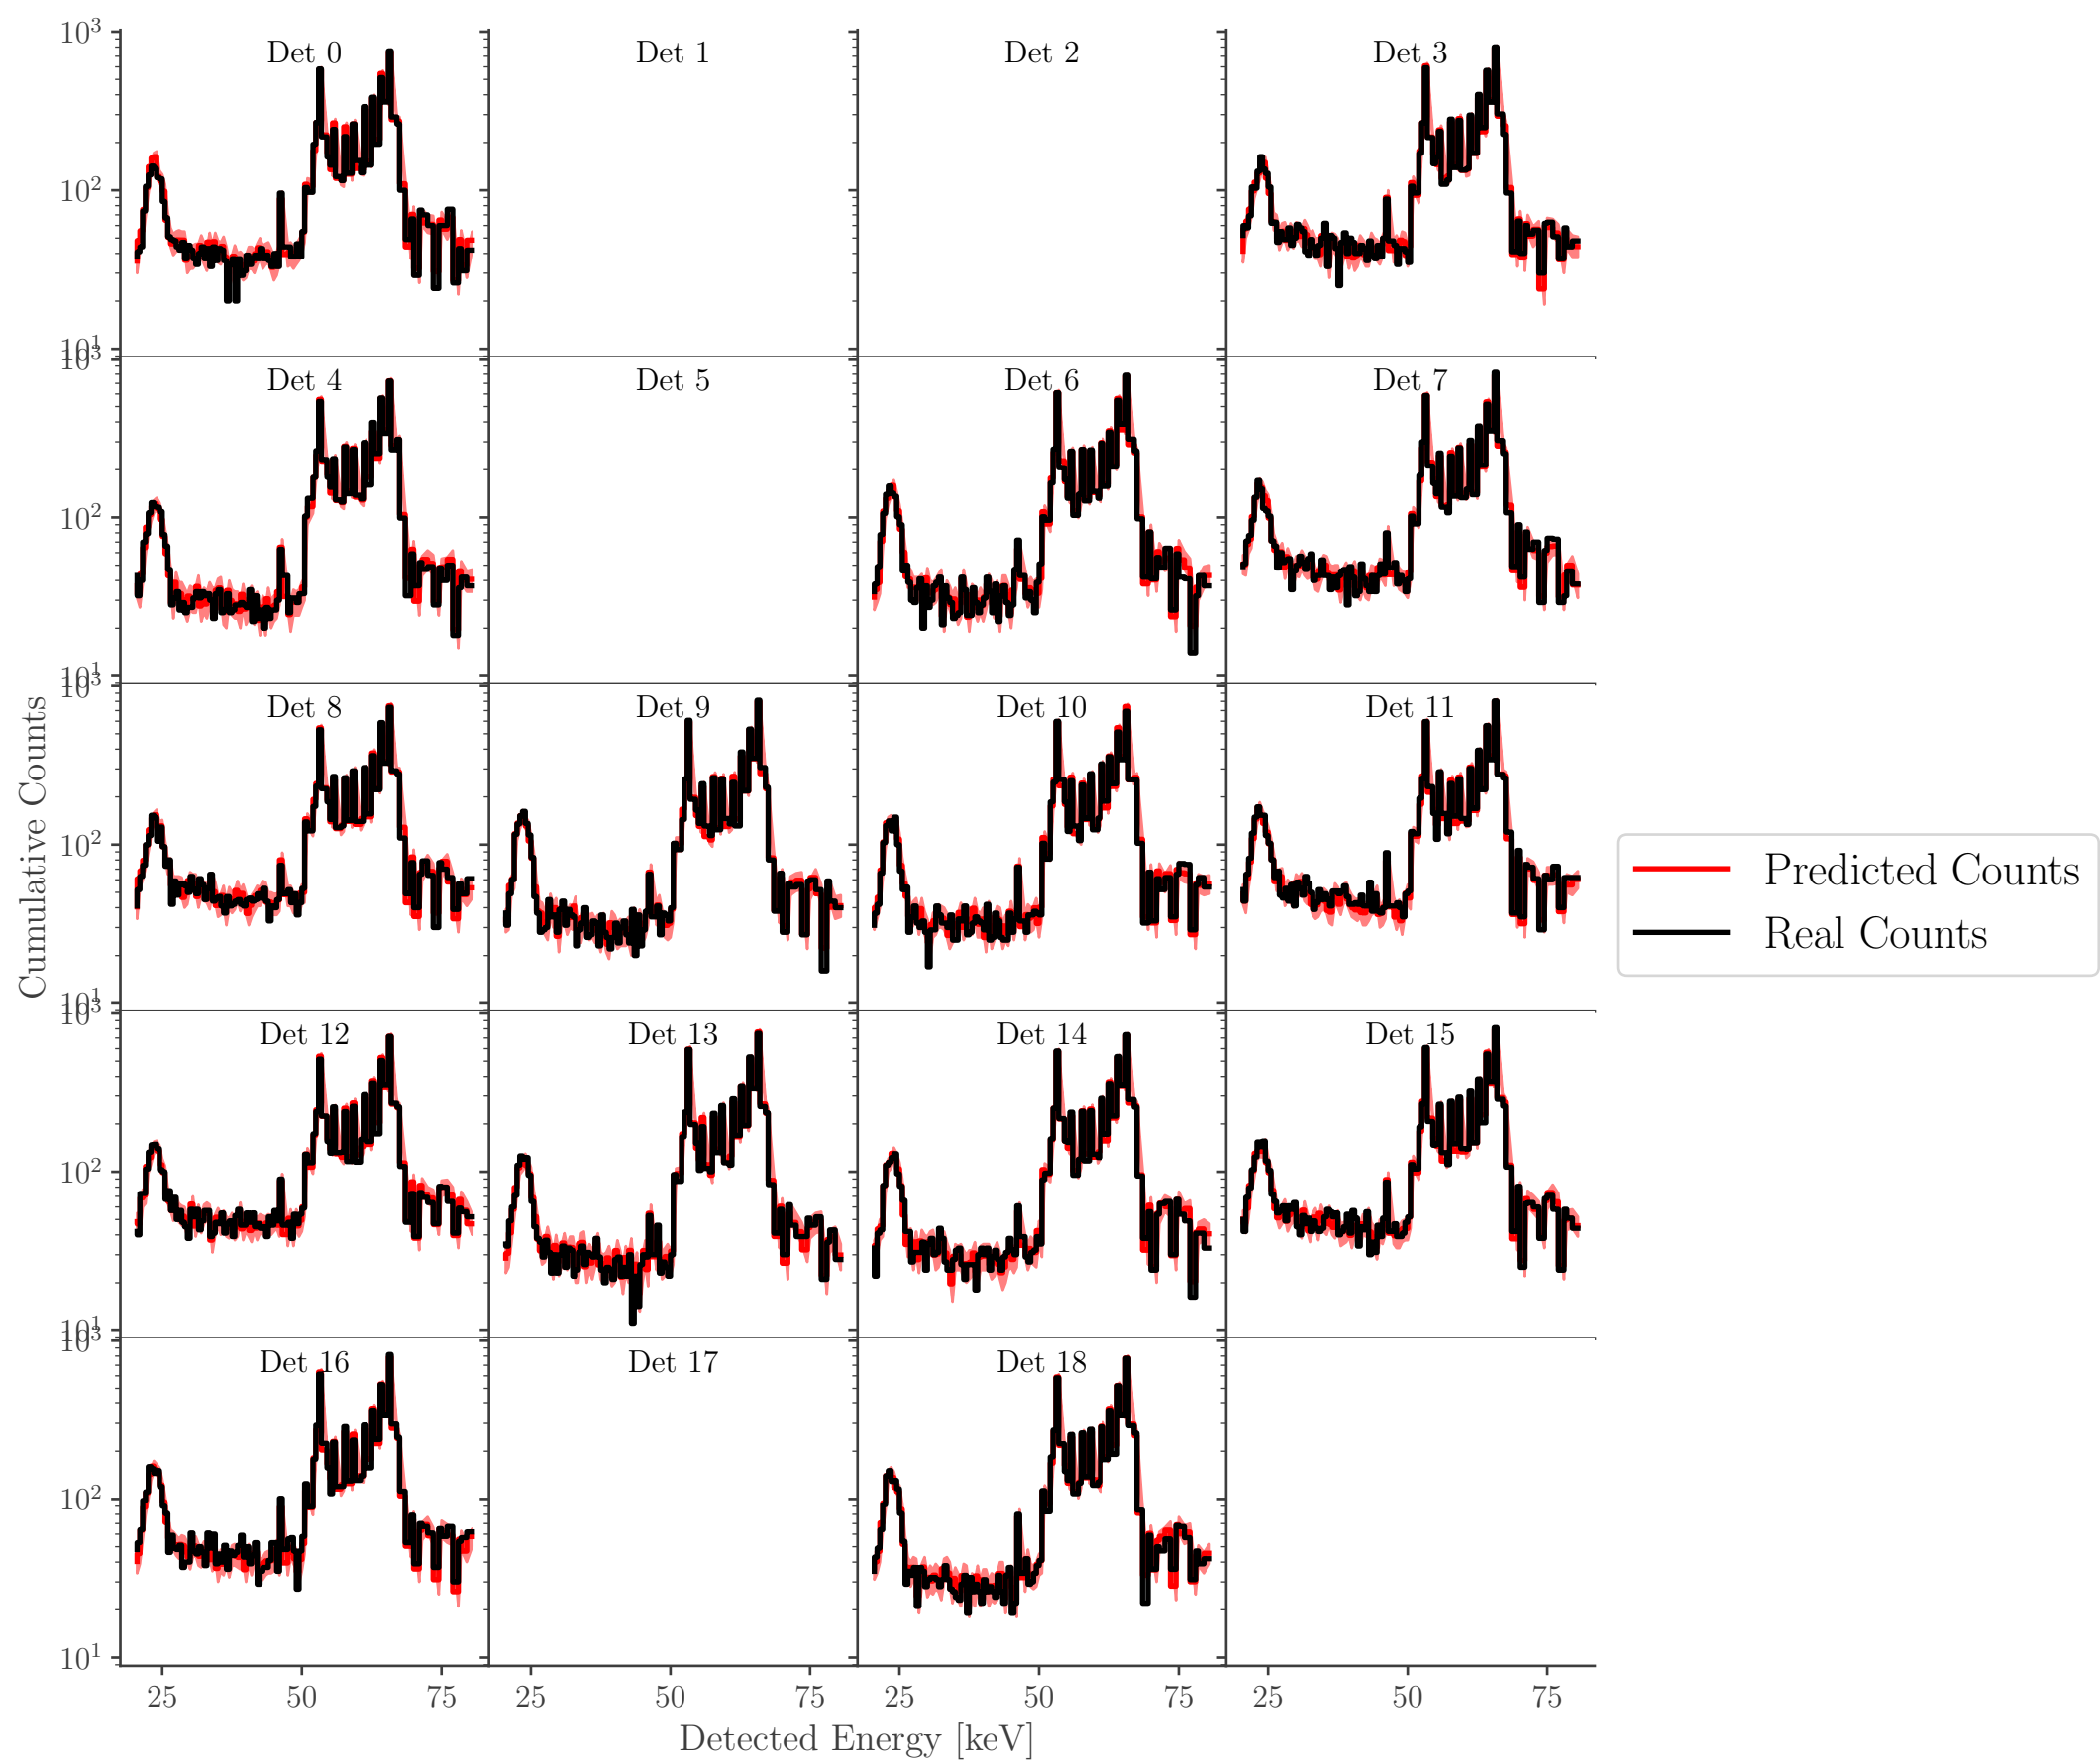 10³ Det 0 Det 1 Det 2 Det 3
10²
10¹
10³ Det 4 Det 5 Det 6 Det 7
10²
10¹
10³ Det 8 Det 9 Det 10 Det 11
10²
10¹
10³ Det 12 Det 13 Det 14 Det 15
10²
10¹
10³ Det 16 Det 17 Det 18
10²
10¹
25 50 75 25 50 75 25 50 75 25 50 75
Detected Energy [keV]
Cumulative Counts
Predicted Counts
Real Counts